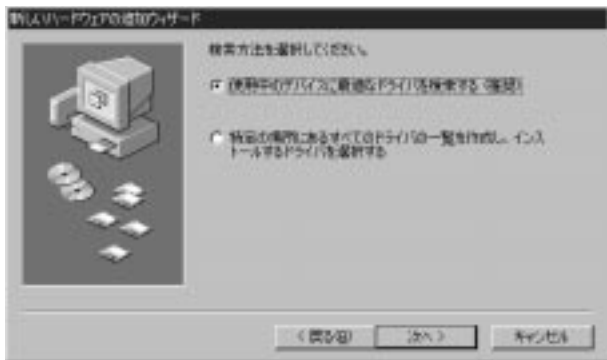 新しいハードウェアの追加ウィザード
検索方法を選択してください。
使用中のデバイスに最適なドライバを検索する（推奨）
特定の場所にあるすべてのドライバの一覧を作成し、インス
トールするドライバを選択する
< 戻る(B)
次へ >
キャンセル